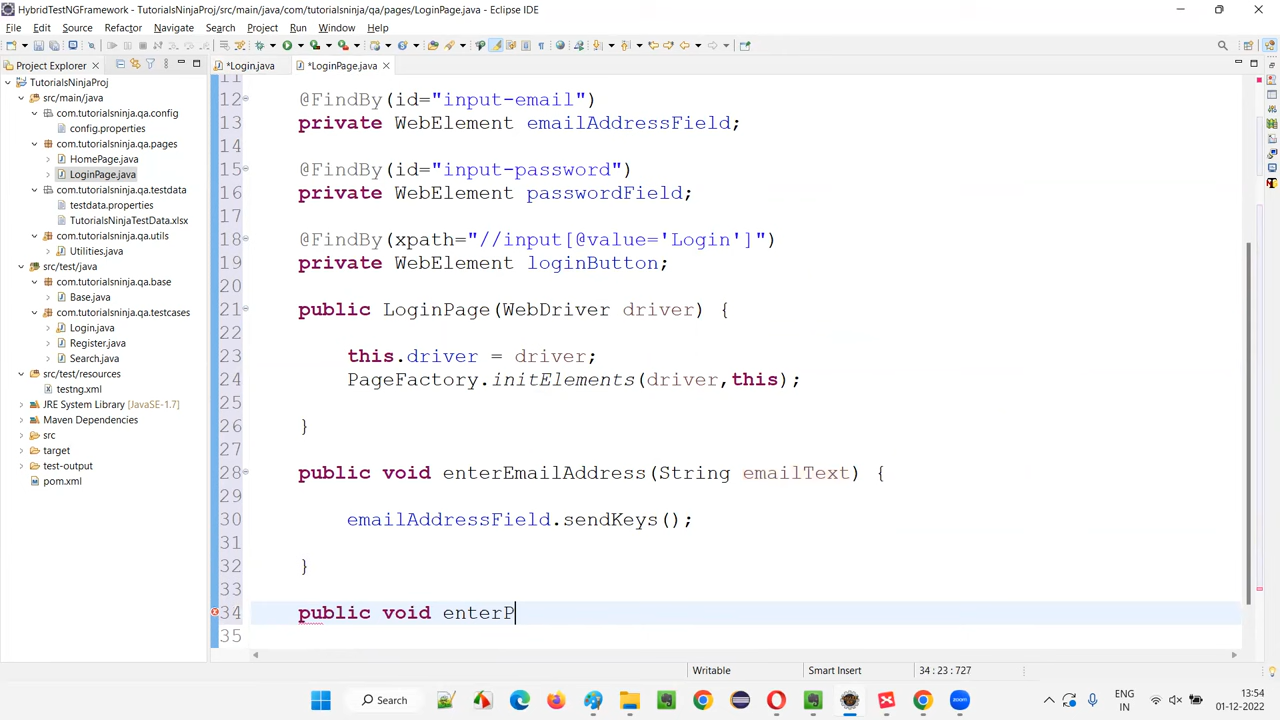 HybridTestNGFramework - TutorialsNinjaProj/src/main/java/com/tutorialsninja/qa/pages/LoginPage.java - Eclipse IDE
File Edit Source Refactor Navigate Search Project Run Window Help
Project Explorer
*Login.java
*LoginPage.java
TutorialsNinjaProj
src/main/java
com.tutorialsninja.qa.config
config.properties
com.tutorialsninja.qa.pages
HomePage.java
LoginPage.java
com.tutorialsninja.qa.testdata
testdata.properties
TutorialsNinjaTestData.xlsx
com.tutorialsninja.qa.utils
Utilities.java
src/test/java
com.tutorialsninja.qa.base
Base.java
com.tutorialsninja.qa.testcases
Login.java
Register.java
Search.java
src/test/resources
testng.xml
JRE System Library [JavaSE-1.7]
Maven Dependencies
src
target
test-output
pom.xml
11
12 @FindBy(id="input-email")
13 private WebElement emailAddressField;
14
15 @FindBy(id="input-password")
16 private WebElement passwordField;
17
18 @FindBy(xpath="//input[@value='Login']")
19 private WebElement loginButton;
20
21 public LoginPage(WebDriver driver) {
22
23 this.driver = driver;
24 PageFactory.initElements(driver,this);
25
26 }
27
28 public void enterEmailAddress(String emailText) {
29
30 emailAddressField.sendKeys();
31
32 }
33
34 public void enterP
35
Writable
Smart Insert
34 : 23 : 727
Search
ENG
IN
13:54
01-12-2022